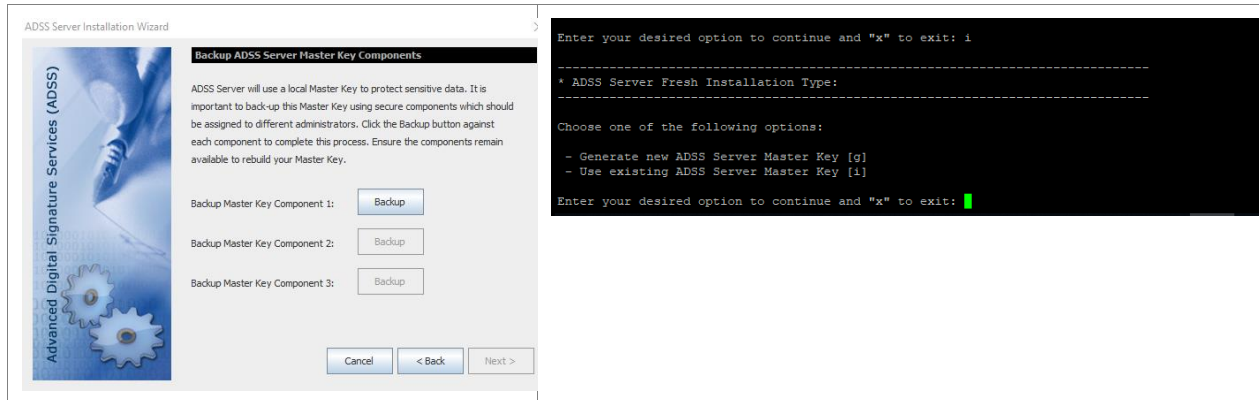 ADSS Server Installation Wizard
Advanced Digital Signature Services (ADSS)
Backup ADSS Server Master Key Components
ADSS Server will use a local Master Key to protect sensitive data. It is
important to back-up this Master Key using secure components which should
be assigned to different administrators. Click the Backup button against
each component to complete this process. Ensure the components remain
available to rebuild your Master Key.
Backup Master Key Component 1: Backup
Backup Master Key Component 2: Backup
Backup Master Key Component 3: Backup
Cancel < Back Next >
Enter your desired option to continue and "x" to exit: i
--------------------------------------------------------------------------------
* ADSS Server Fresh Installation Type:
--------------------------------------------------------------------------------
Choose one of the following options:
- Generate new ADSS Server Master Key [g]
- Use existing ADSS Server Master Key [i]
Enter your desired option to continue and "x" to exit: